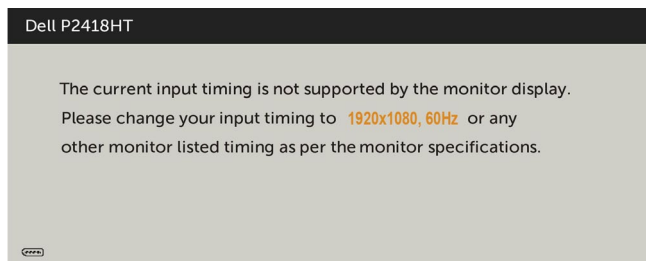 Dell P2418HT
The current input timing is not supported by the monitor display.
Please change your input timing to 1920x1080, 60Hz or any
other monitor listed timing as per the monitor specifications.